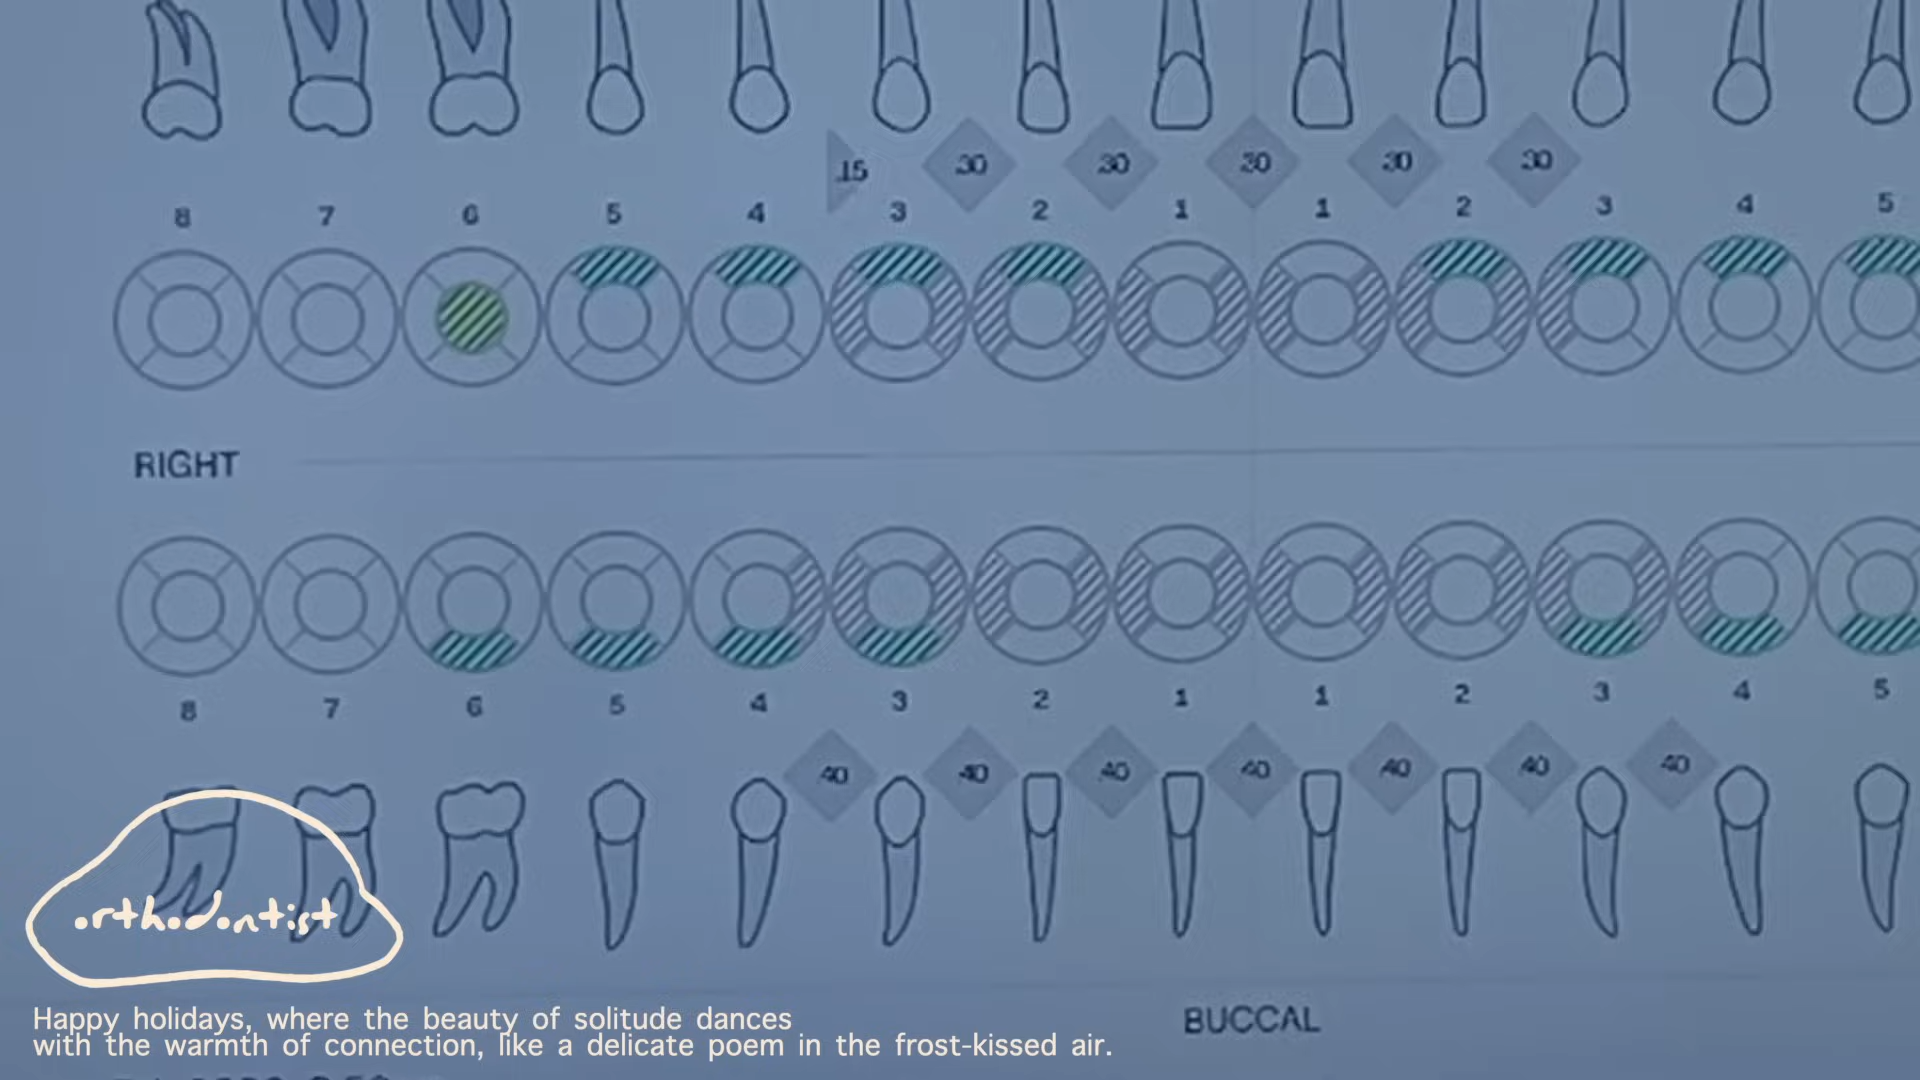 15 30 30 30 30 30
8 7 6 5 4 3 2 1 1 2 3 4 5
RIGHT
8 7 6 5 4 3 2 1 1 2 3 4 5
40 40 40 40 40 40 40
orthodontist
BUCCAL
Happy holidays, where the beauty of solitude dances
with the warmth of connection, like a delicate poem in the frost-kissed air.